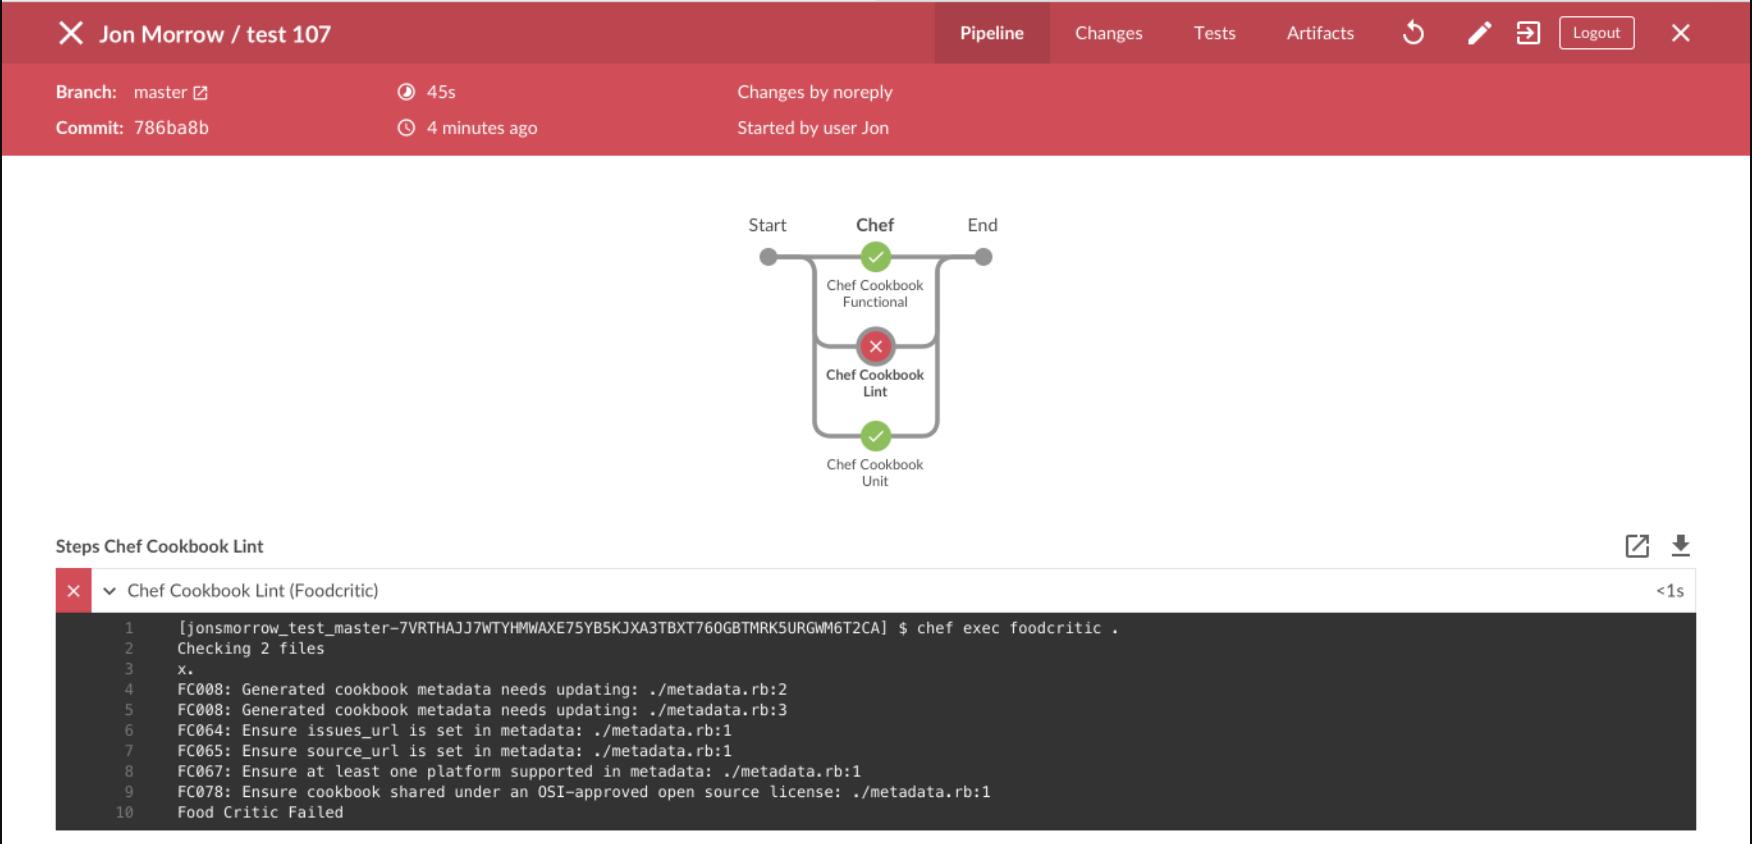 Jon Morrow / test 107
Pipeline
Changes
Tests
Artifacts
Logout
Branch: master
45s
Changes by noreply
Commit: 786ba8b
4 minutes ago
Started by user Jon
Start
Chef
End
Chef Cookbook
Functional
Chef Cookbook
Lint
Chef Cookbook
Unit
Steps Chef Cookbook Lint
Chef Cookbook Lint (Foodcritic)
<1s
1 [jonsmorrow_test_master-7VRTHAJJ7WTYHMWAXE75YB5KJXA3TBXT76OGBTMRK5URGWM6T2CA] $ chef exec foodcritic .
2 Checking 2 files
3 x.
4 FC008: Generated cookbook metadata needs updating: ./metadata.rb:2
5 FC008: Generated cookbook metadata needs updating: ./metadata.rb:3
6 FC064: Ensure issues_url is set in metadata: ./metadata.rb:1
7 FC065: Ensure source_url is set in metadata: ./metadata.rb:1
8 FC067: Ensure at least one platform supported in metadata: ./metadata.rb:1
9 FC078: Ensure cookbook shared under an OSI-approved open source license: ./metadata.rb:1
10 Food Critic Failed